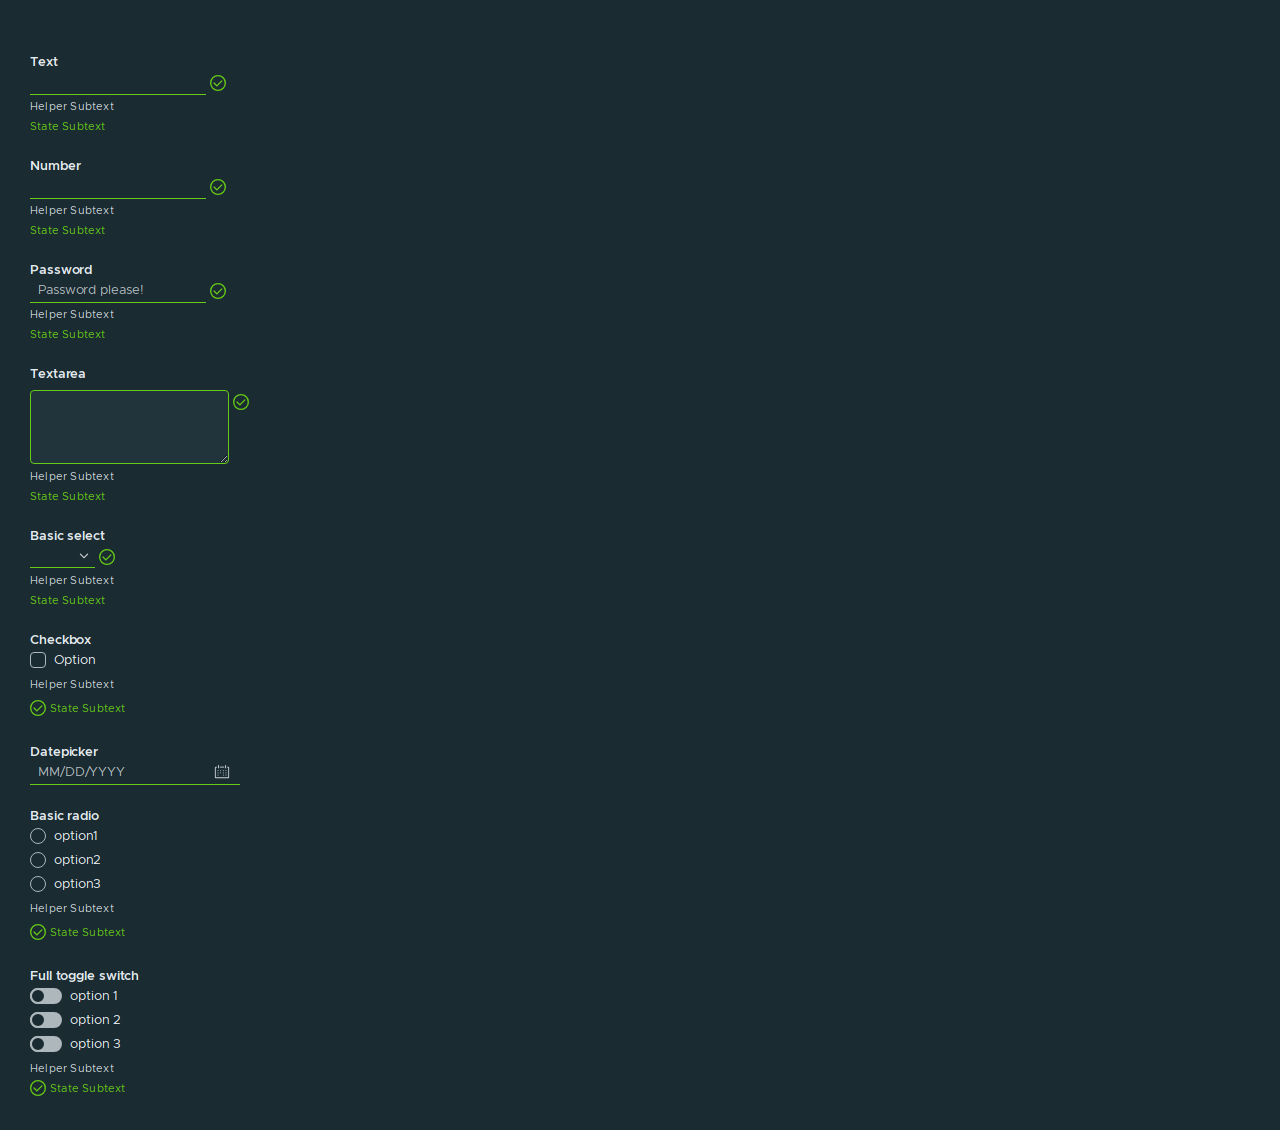 Text
Helper Subtext
State Subtext
Number
Helper Subtext
State Subtext
Password
Password please!
Helper Subtext
State Subtext
Textarea
Helper Subtext
State Subtext
Basic select
Helper Subtext
State Subtext
Checkbox
Option
Helper Subtext
State Subtext
Datepicker
MM/DD/YYYY
Basic radio
option1
option2
option3
Helper Subtext
State Subtext
Full toggle switch
option 1
option 2
option 3
Helper Subtext
State Subtext